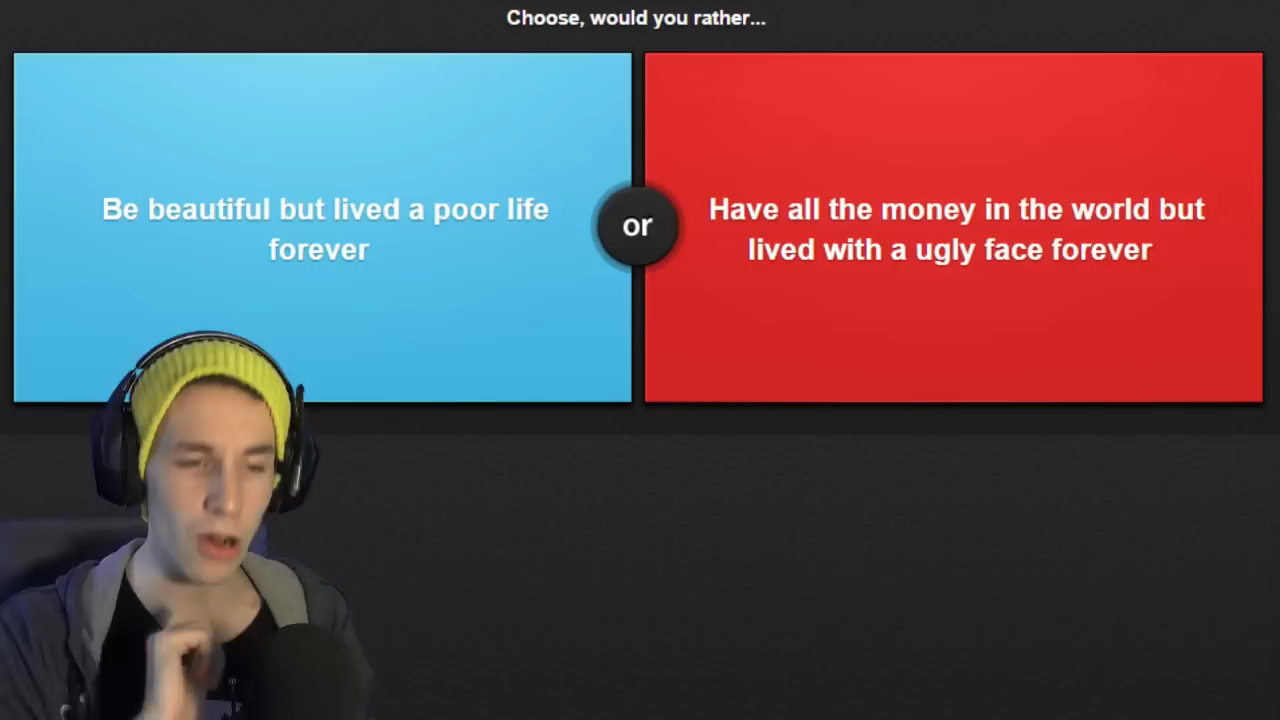 Choose, would you rather...
Be beautiful but lived a poor life
forever
or
Have all the money in the world but
lived with a ugly face forever